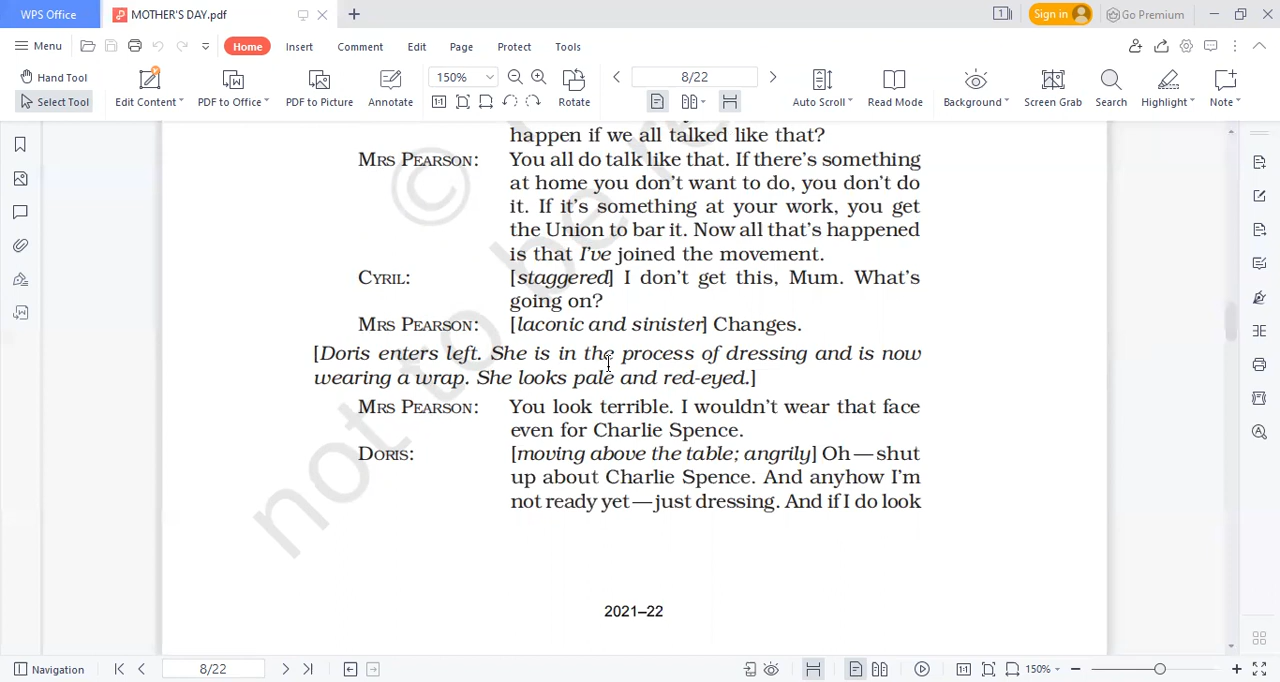 WPS Office
MOTHER'S DAY.pdf
1
Sign in
Go Premium
Menu
Home
Insert
Comment
Edit
Page
Protect
Tools
Hand Tool
Select Tool
Edit Content
PDF to Office
PDF to Picture
Annotate
150%
Rotate
8/22
Auto Scroll
Read Mode
Background
Screen Grab
Search
Highlight
Note
happen if we all talked like that?
MRS PEARSON: You all do talk like that. If there's something
at home you don't want to do, you don't do
it. If it's something at your work, you get
the Union to bar it. Now all that's happened
is that I've joined the movement.
CYRIL: [staggered] I don't get this, Mum. What's
going on?
MRS PEARSON: [laconic and sinister] Changes.
[Doris enters left. She is in the process of dressing and is now
wearing a wrap. She looks pale and red-eyed.]
MRS PEARSON: You look terrible. I wouldn't wear that face
even for Charlie Spence.
DORIS: [moving above the table; angrily] Oh—shut
up about Charlie Spence. And anyhow I'm
not ready yet—just dressing. And if I do look
© not to be re
2021–22
Navigation
8/22
150%